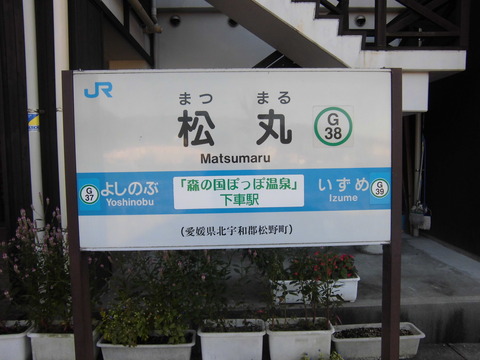 JR
まつ まる
松丸
G
38
Matsumaru
G
37
よしのぶ
Yoshinobu
「森の国ぽっぽ温泉」
下車駅
いずめ
Izume
G
39
(愛媛県北宇和郡松野町)